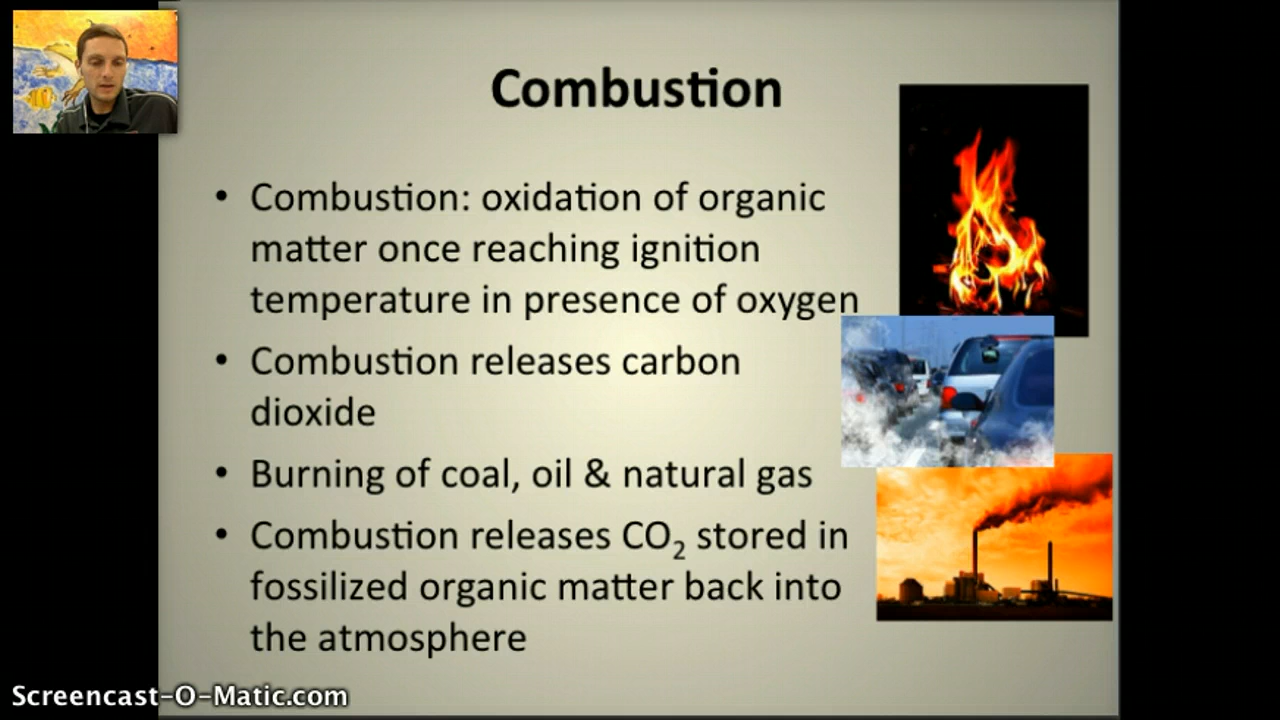 Combustion
• Combustion: oxidation of organic
matter once reaching ignition
temperature in presence of oxygen
• Combustion releases carbon
dioxide
• Burning of coal, oil & natural gas
• Combustion releases CO₂ stored in
fossilized organic matter back into
the atmosphere
Screencast-O-Matic.com